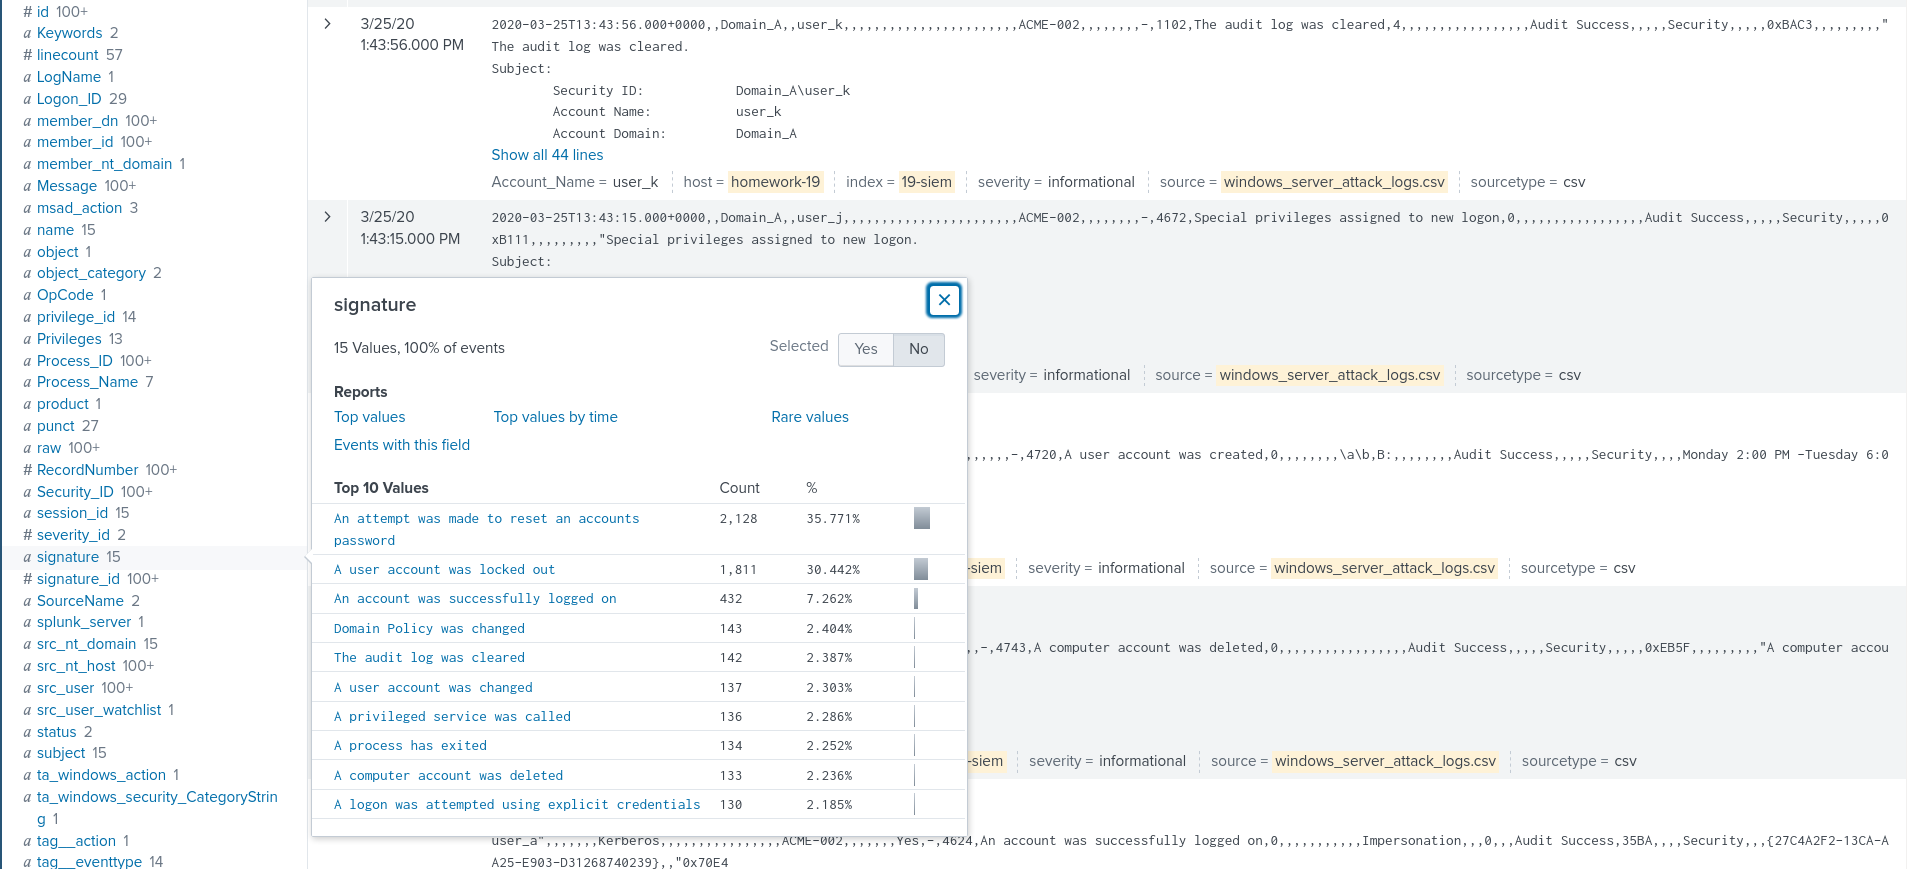 # id 100+
a Keywords 2
# linecount 57
a LogName 1
a Logon_ID 29
a member_dn 100+
a member_id 100+
a member_nt_domain 1
a Message 100+
a msad_action 3
a name 15
a object 1
a object_category 2
a OpCode 1
a privilege_id 14
a Privileges 13
a Process_ID 100+
a Process_Name 7
a product 1
a punct 27
a raw 100+
# RecordNumber 100+
a Security_ID 100+
a session_id 15
# severity_id 2
a signature 15
# signature_id 100+
a SourceName 2
a splunk_server 1
a src_nt_domain 15
a src_nt_host 100+
a src_user 100+
a src_user_watchlist 1
a status 2
a subject 15
a ta_windows_action 1
a ta_windows_security_CategoryStrin
g 1
a tag__action 1
a tag__eventtype 14
3/25/20
1:43:56.000 PM
2020-03-25T13:43:56.000+0000,,Domain_A,,user_k,,,,,,,,,,,,,,,,,,,,,,,ACME-002,,,,,,,,-,1102,The audit log was cleared,4,,,,,,,,,,,,,,,,,Audit Success,,,,,Security,,,,,0xBAC3,,,,,,,,,"
The audit log was cleared.
Subject:
Security ID: Domain_A\user_k
Account Name: user_k
Account Domain: Domain_A
Show all 44 lines
Account_Name = user_k host = homework-19 index = 19-siem severity = informational source = windows_server_attack_logs.csv sourcetype = csv
3/25/20
1:43:15.000 PM
2020-03-25T13:43:15.000+0000,,Domain_A,,user_j,,,,,,,,,,,,,,,,,,,,,,,ACME-002,,,,,,,,-,4672,Special privileges assigned to new logon,0,,,,,,,,,,,,,,,,,Audit Success,,,,,Security,,,,,0
xB111,,,,,,,,,"Special privileges assigned to new logon.
Subject:
severity = informational source = windows_server_attack_logs.csv sourcetype = csv
,,,,,,-,4720,A user account was created,0,,,,,,,,\a\b,B:,,,,,,,,Audit Success,,,,,Security,,,,Monday 2:00 PM -Tuesday 6:0
-siem severity = informational source = windows_server_attack_logs.csv sourcetype = csv
,,-,4743,A computer account was deleted,0,,,,,,,,,,,,,,,,,Audit Success,,,,,Security,,,,,0xEB5F,,,,,,,,,"A computer accou
-siem severity = informational source = windows_server_attack_logs.csv sourcetype = csv
user_a",,,,,,,Kerberos,,,,,,,,,,,,,,,,ACME-002,,,,,,,Yes,-,4624,An account was successfully logged on,0,,,,,,,,,,,Impersonation,,,0,,,Audit Success,35BA,,,,Security,,,{27C4A2F2-13CA-A
A25-E903-D31268740239},,"0x70E4
signature
15 Values, 100% of events
Selected Yes No
Reports
Top values Top values by time Rare values
Events with this field
Top 10 Values Count %
An attempt was made to reset an accounts
password 2,128 35.771%
A user account was locked out 1,811 30.442%
An account was successfully logged on 432 7.262%
Domain Policy was changed 143 2.404%
The audit log was cleared 142 2.387%
A user account was changed 137 2.303%
A privileged service was called 136 2.286%
A process has exited 134 2.252%
A computer account was deleted 133 2.236%
A logon was attempted using explicit credentials 130 2.185%